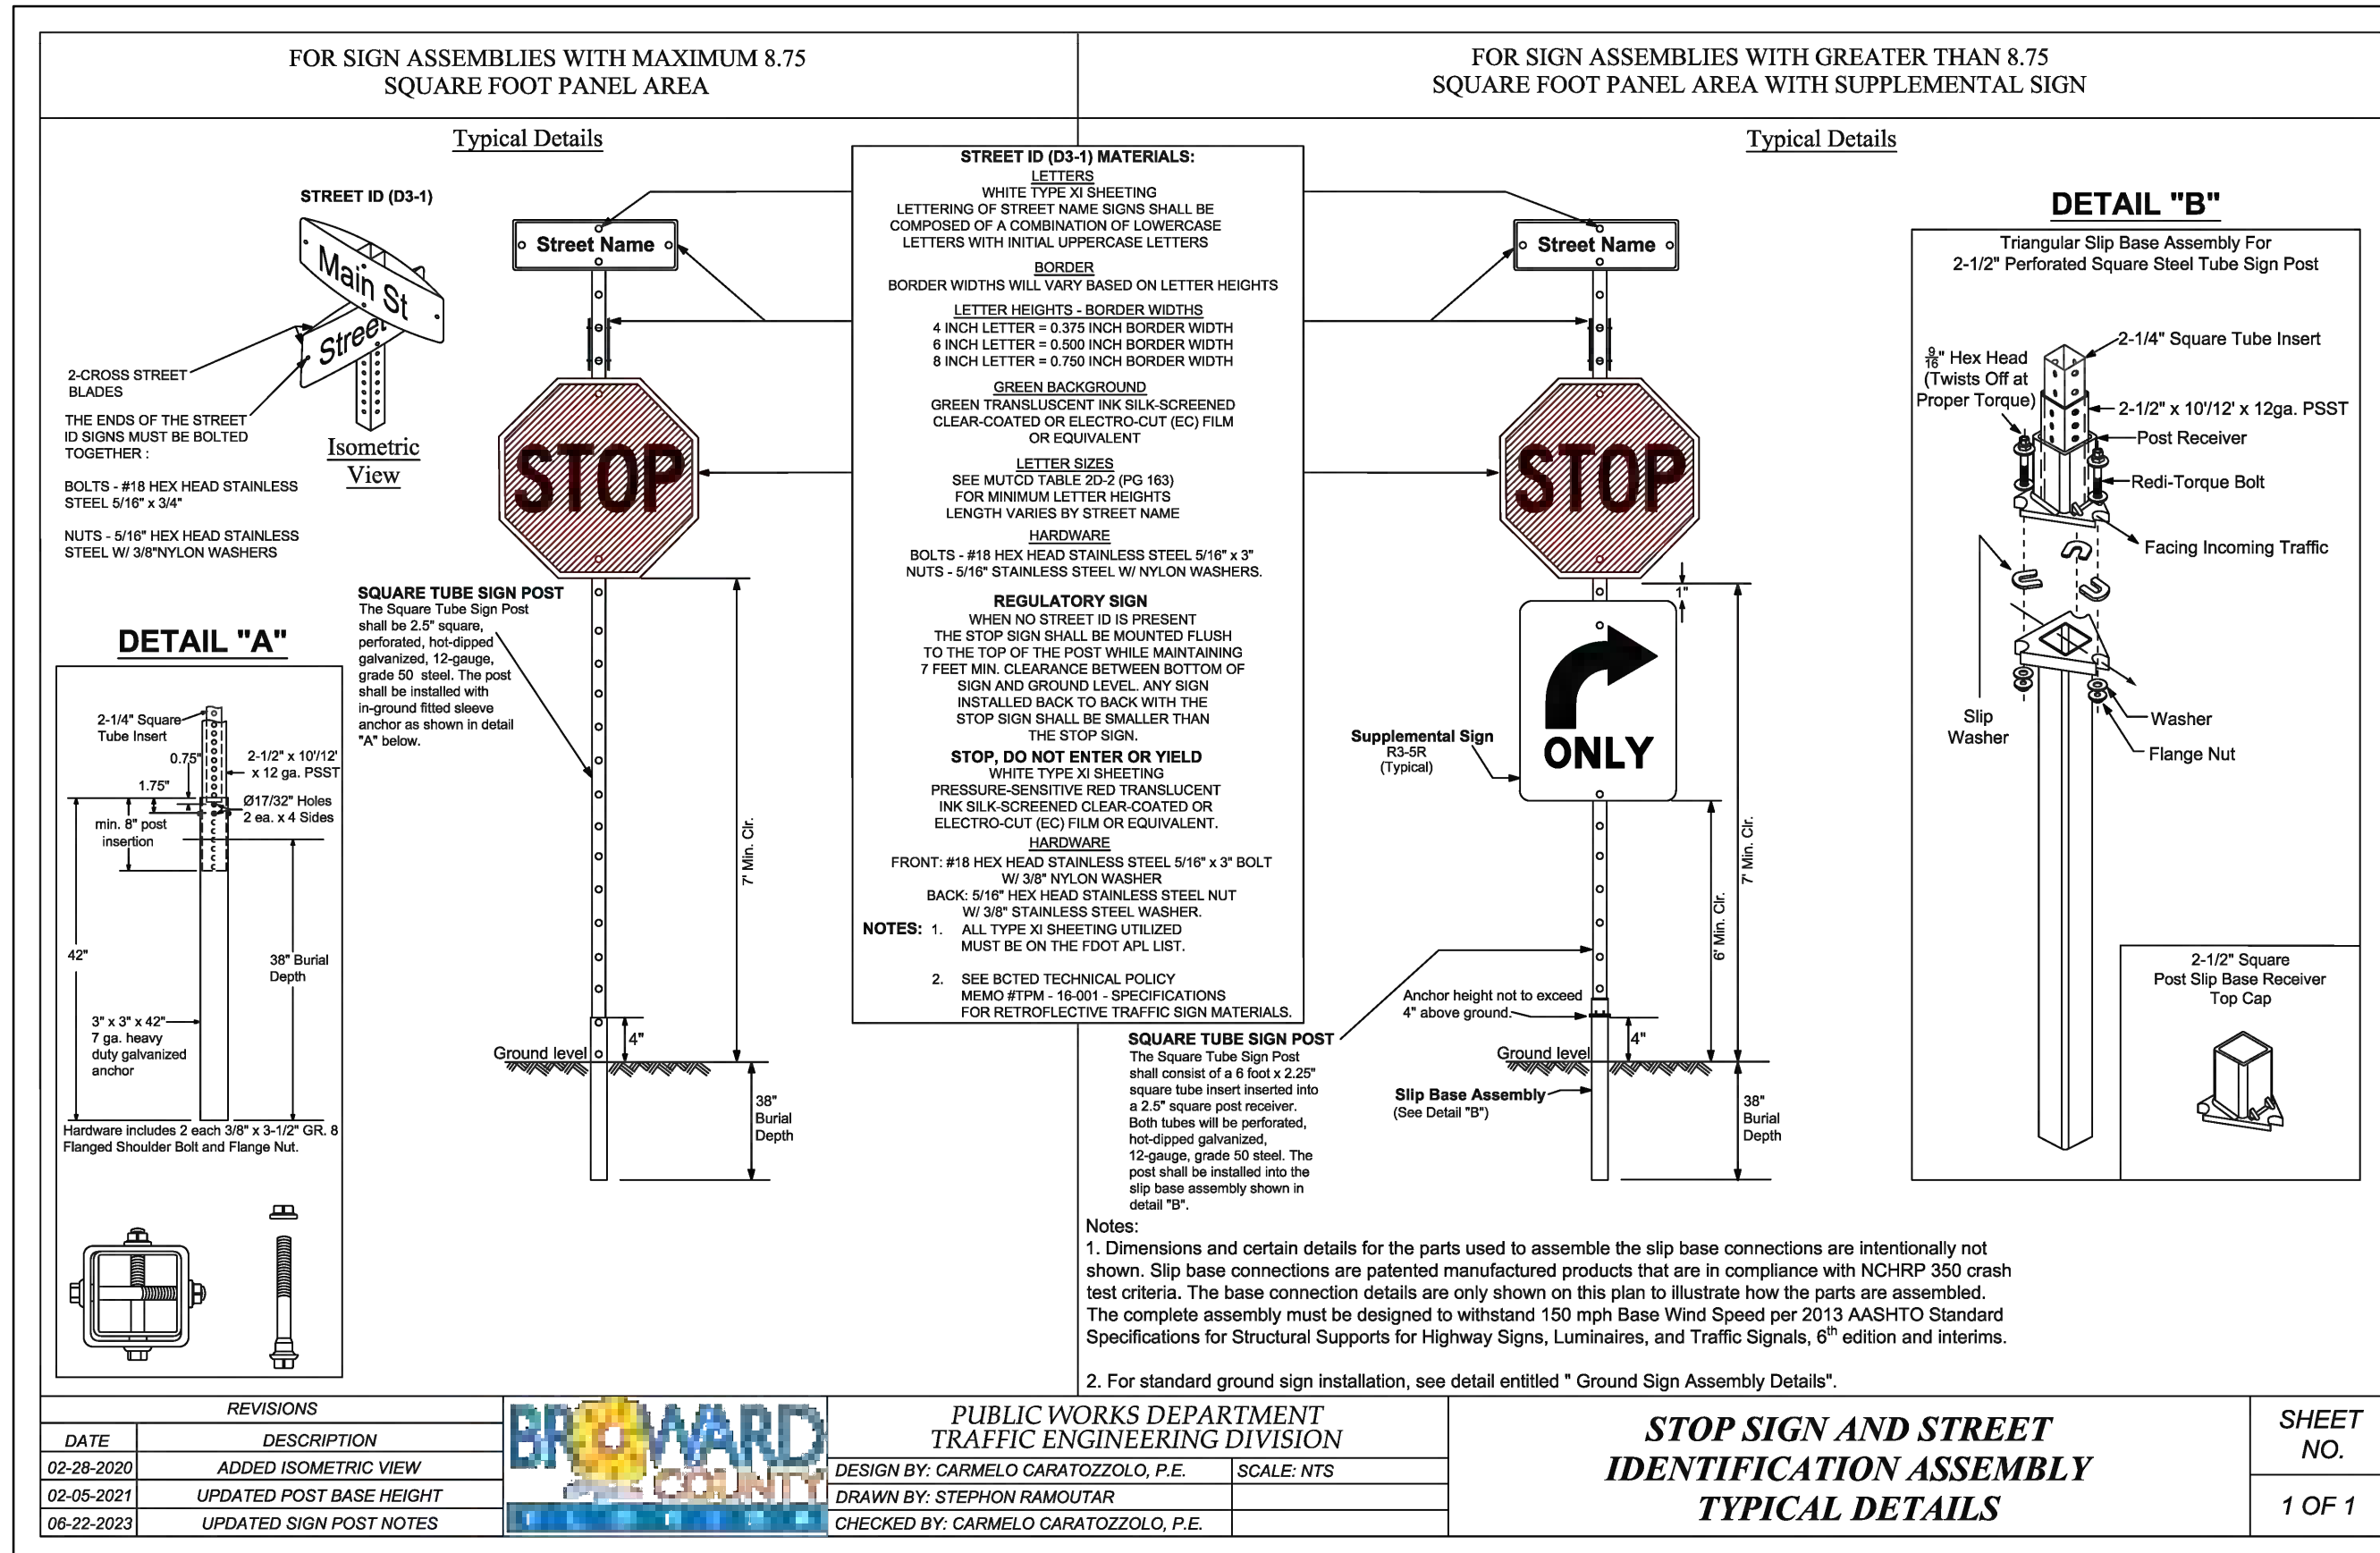 FOR SIGN ASSEMBLIES WITH MAXIMUM 8.75
SQUARE FOOT PANEL AREA
FOR SIGN ASSEMBLIES WITH GREATER THAN 8.75
SQUARE FOOT PANEL AREA WITH SUPPLEMENTAL SIGN
Typical Details
STREET ID (D3-1)
Main St
Street
2-CROSS STREET
BLADES
THE ENDS OF THE STREET
ID SIGNS MUST BE BOLTED
TOGETHER :
BOLTS - #18 HEX HEAD STAINLESS
STEEL 5/16" x 3/4"
NUTS - 5/16" HEX HEAD STAINLESS
STEEL W/ 3/8"NYLON WASHERS
Isometric
View
Street Name
STOP
SQUARE TUBE SIGN POST
The Square Tube Sign Post
shall be 2.5" square,
perforated, hot-dipped
galvanized, 12-gauge,
grade 50 steel. The post
shall be installed with
in-ground fitted sleeve
anchor as shown in detail
"A" below.
7' Min. Clr.
4"
Ground level
38"
Burial
Depth
DETAIL "A"
2-1/4" Square
Tube Insert
0.75"
2-1/2" x 10'/12'
x 12 ga. PSST
1.75"
Ø17/32" Holes
2 ea. x 4 Sides
min. 8" post
insertion
42"
38" Burial
Depth
3" x 3" x 42"
7 ga. heavy
duty galvanized
anchor
Hardware includes 2 each 3/8" x 3-1/2" GR. 8
Flanged Shoulder Bolt and Flange Nut.
STREET ID (D3-1) MATERIALS:
LETTERS
WHITE TYPE XI SHEETING
LETTERING OF STREET NAME SIGNS SHALL BE
COMPOSED OF A COMBINATION OF LOWERCASE
LETTERS WITH INITIAL UPPERCASE LETTERS
BORDER
BORDER WIDTHS WILL VARY BASED ON LETTER HEIGHTS
LETTER HEIGHTS - BORDER WIDTHS
4 INCH LETTER = 0.375 INCH BORDER WIDTH
6 INCH LETTER = 0.500 INCH BORDER WIDTH
8 INCH LETTER = 0.750 INCH BORDER WIDTH
GREEN BACKGROUND
GREEN TRANSLUSCENT INK SILK-SCREENED
CLEAR-COATED OR ELECTRO-CUT (EC) FILM
OR EQUIVALENT
LETTER SIZES
SEE MUTCD TABLE 2D-2 (PG 163)
FOR MINIMUM LETTER HEIGHTS
LENGTH VARIES BY STREET NAME
HARDWARE
BOLTS - #18 HEX HEAD STAINLESS STEEL 5/16" x 3"
NUTS - 5/16" STAINLESS STEEL W/ NYLON WASHERS.
REGULATORY SIGN
WHEN NO STREET ID IS PRESENT
THE STOP SIGN SHALL BE MOUNTED FLUSH
TO THE TOP OF THE POST WHILE MAINTAINING
7 FEET MIN. CLEARANCE BETWEEN BOTTOM OF
SIGN AND GROUND LEVEL. ANY SIGN
INSTALLED BACK TO BACK WITH THE
STOP SIGN SHALL BE SMALLER THAN
THE STOP SIGN.
STOP, DO NOT ENTER OR YIELD
WHITE TYPE XI SHEETING
PRESSURE-SENSITIVE RED TRANSLUCENT
INK SILK-SCREENED CLEAR-COATED OR
ELECTRO-CUT (EC) FILM OR EQUIVALENT.
HARDWARE
FRONT: #18 HEX HEAD STAINLESS STEEL 5/16" x 3" BOLT
W/ 3/8" NYLON WASHER
BACK: 5/16" HEX HEAD STAINLESS STEEL NUT
W/ 3/8" STAINLESS STEEL WASHER.
NOTES: 1. ALL TYPE XI SHEETING UTILIZED
MUST BE ON THE FDOT APL LIST.
2. SEE BCTED TECHNICAL POLICY
MEMO #TPM - 16-001 - SPECIFICATIONS
FOR RETROFLECTIVE TRAFFIC SIGN MATERIALS.
Typical Details
Street Name
STOP
1"
ONLY
Supplemental Sign
R3-5R
(Typical)
7' Min. Clr.
6' Min. Clr.
Anchor height not to exceed
4" above ground.
4"
Ground level
Slip Base Assembly
(See Detail "B")
38"
Burial
Depth
SQUARE TUBE SIGN POST
The Square Tube Sign Post
shall consist of a 6 foot x 2.25"
square tube insert inserted into
a 2.5" square post receiver.
Both tubes will be perforated,
hot-dipped galvanized,
12-gauge, grade 50 steel. The
post shall be installed into the
slip base assembly shown in
detail "B".
DETAIL "B"
Triangular Slip Base Assembly For
2-1/2" Perforated Square Steel Tube Sign Post
2-1/4" Square Tube Insert
9/16" Hex Head
(Twists Off at
Proper Torque)
2-1/2" x 10'/12' x 12ga. PSST
Post Receiver
Redi-Torque Bolt
Facing Incoming Traffic
Slip
Washer
Washer
Flange Nut
2-1/2" Square
Post Slip Base Receiver
Top Cap
Notes:
1. Dimensions and certain details for the parts used to assemble the slip base connections are intentionally not
shown. Slip base connections are patented manufactured products that are in compliance with NCHRP 350 crash
test criteria. The base connection details are only shown on this plan to illustrate how the parts are assembled.
The complete assembly must be designed to withstand 150 mph Base Wind Speed per 2013 AASHTO Standard
Specifications for Structural Supports for Highway Signs, Luminaires, and Traffic Signals, 6th edition and interims.
2. For standard ground sign installation, see detail entitled " Ground Sign Assembly Details".
REVISIONS
DATE DESCRIPTION
02-28-2020 ADDED ISOMETRIC VIEW
02-05-2021 UPDATED POST BASE HEIGHT
06-22-2023 UPDATED SIGN POST NOTES
BROWARD
COUNTY
PUBLIC WORKS DEPARTMENT
TRAFFIC ENGINEERING DIVISION
DESIGN BY: CARMELO CARATOZZOLO, P.E. SCALE: NTS
DRAWN BY: STEPHON RAMOUTAR
CHECKED BY: CARMELO CARATOZZOLO, P.E.
STOP SIGN AND STREET
IDENTIFICATION ASSEMBLY
TYPICAL DETAILS
SHEET
NO.
1 OF 1